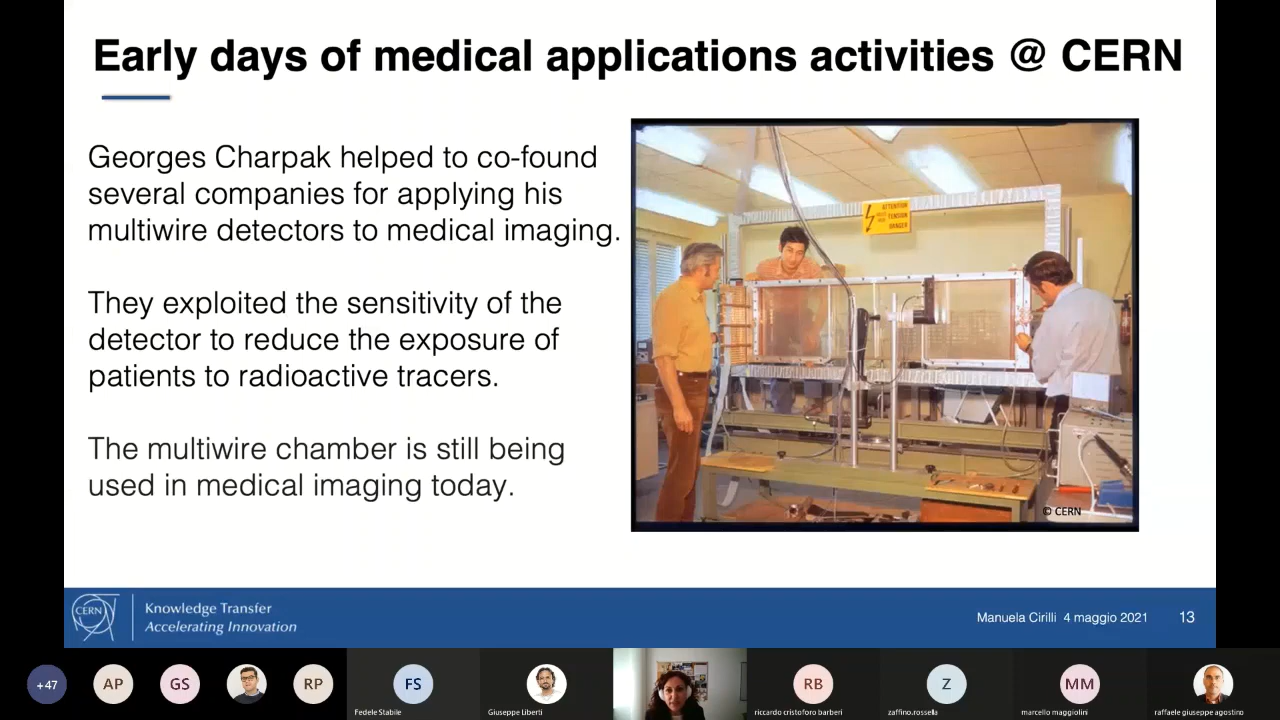 Early days of medical applications activities @ CERN
Georges Charpak helped to co-found
several companies for applying his
multiwire detectors to medical imaging.
They exploited the sensitivity of the
detector to reduce the exposure of
patients to radioactive tracers.
The multiwire chamber is still being
used in medical imaging today.
ATTENTION
TENSION
DANGER
© CERN
CERN
Knowledge Transfer
Accelerating Innovation
Manuela Cirilli 4 maggio 2021
13
+47
AP
GS
RP
FS
RB
Z
MM
Fedele Stabile
Giuseppe Liberti
riccardo cristoforo barberi
zaffino.rossella
marcello maggiolini
raffaele giuseppe agostino